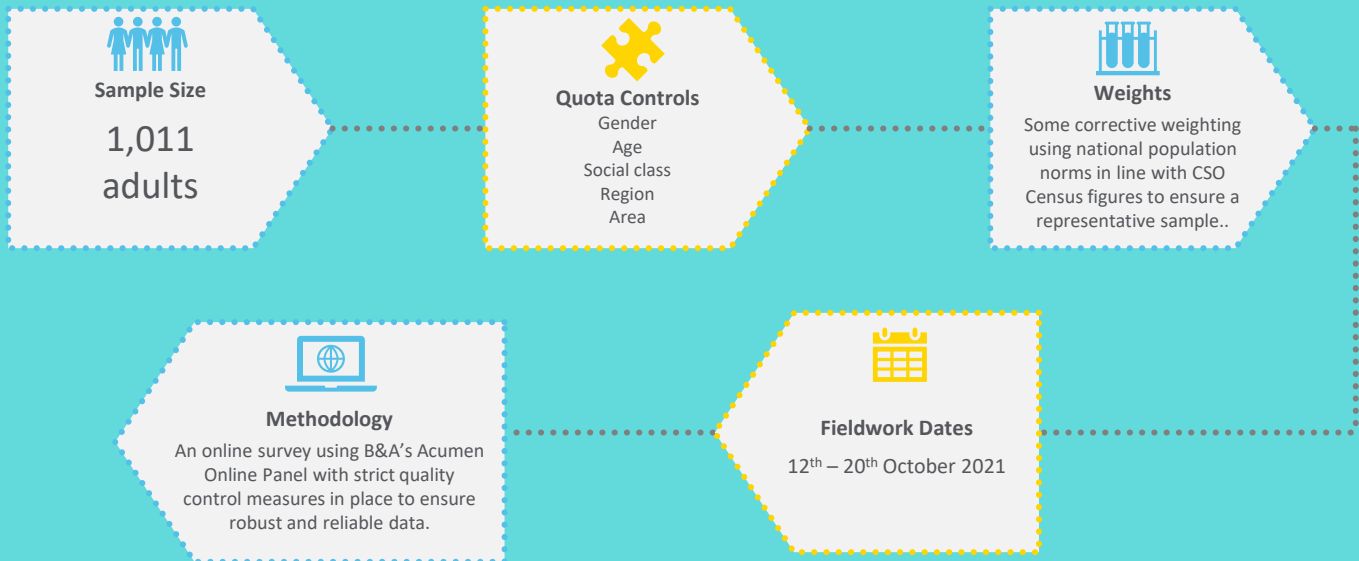 Sample Size
1,011
adults
Quota Controls
Gender
Age
Social class
Region
Area
Weights
Some corrective weighting
using national population
norms in line with CSO
Census figures to ensure a
representative sample..
Fieldwork Dates
12th – 20th October 2021
Methodology
An online survey using B&A's Acumen
Online Panel with strict quality
control measures in place to ensure
robust and reliable data.